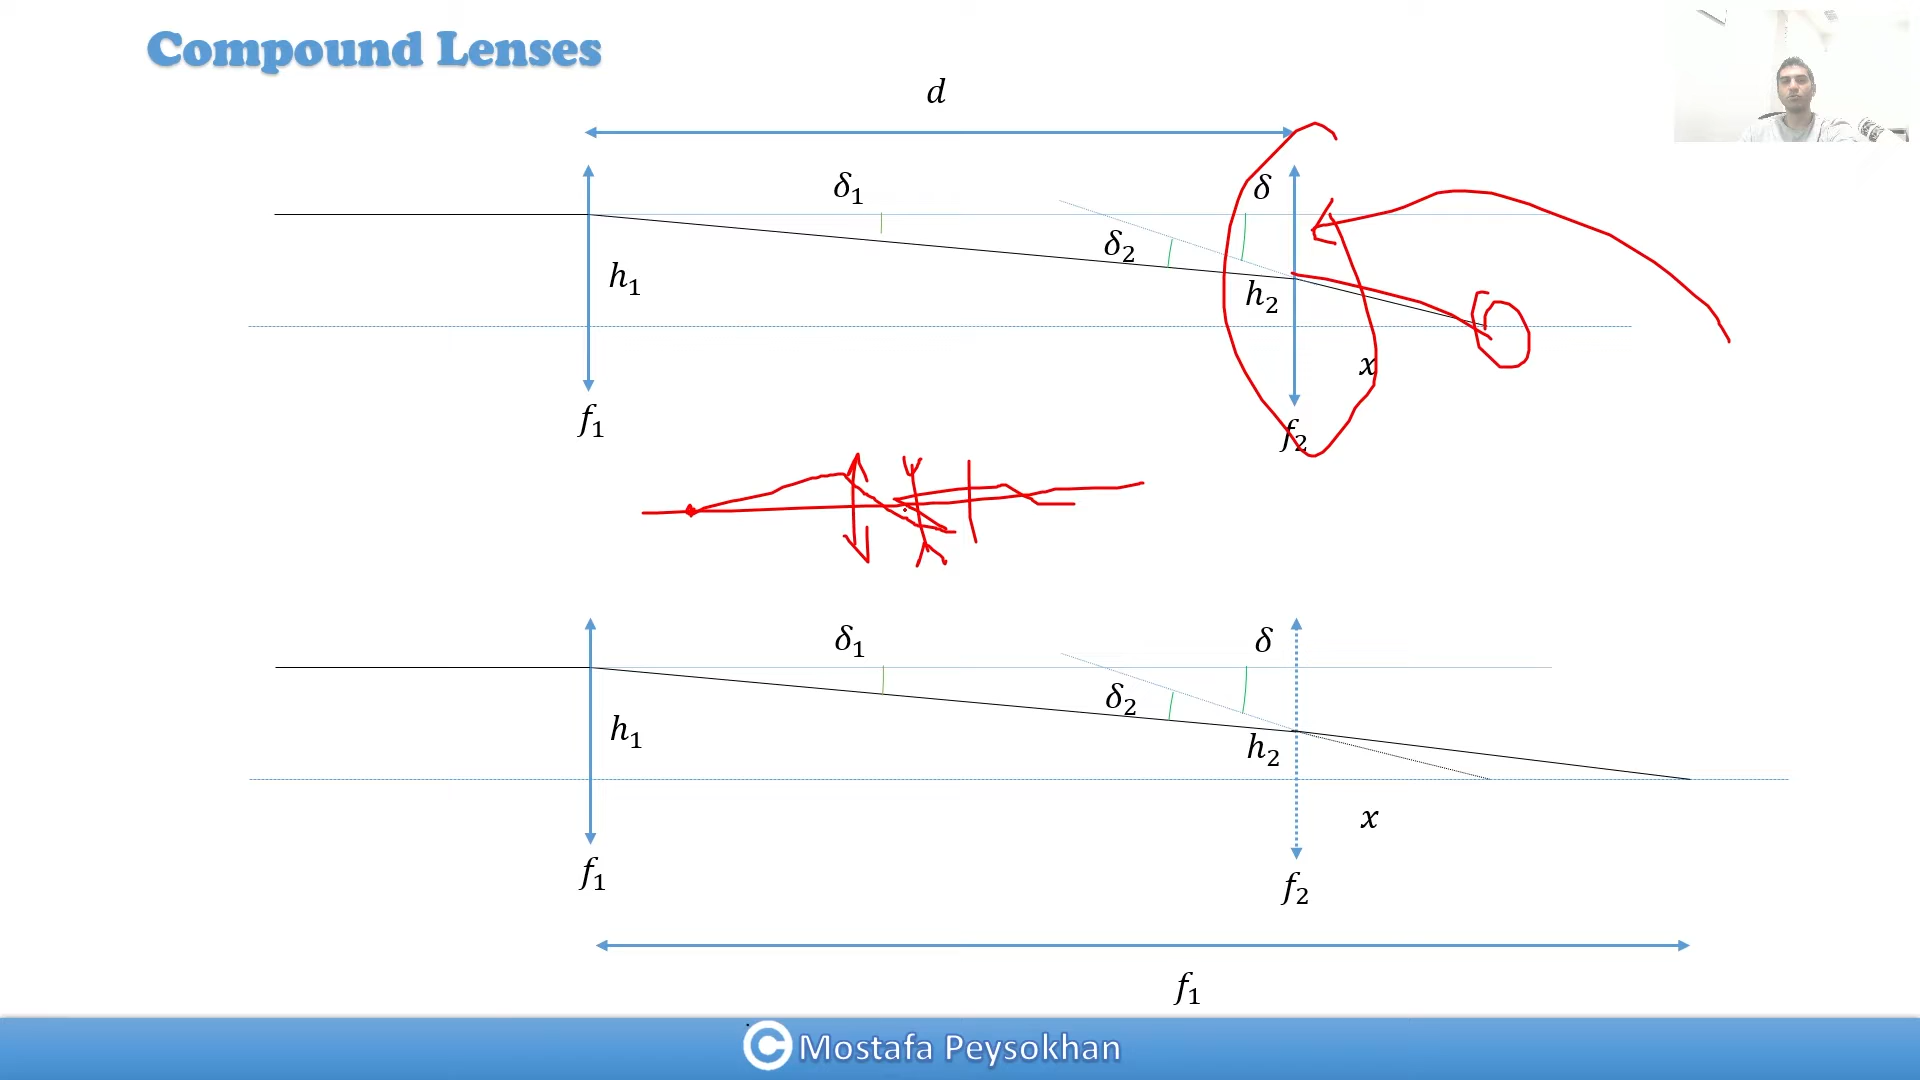 Compound Lenses
d
δ₁
δ
δ₂
h₁
h₂
x
f₁
f₂
δ₁
δ
δ₂
h₁
h₂
x
f₁
f₂
f₁
© Mostafa Peysokhan